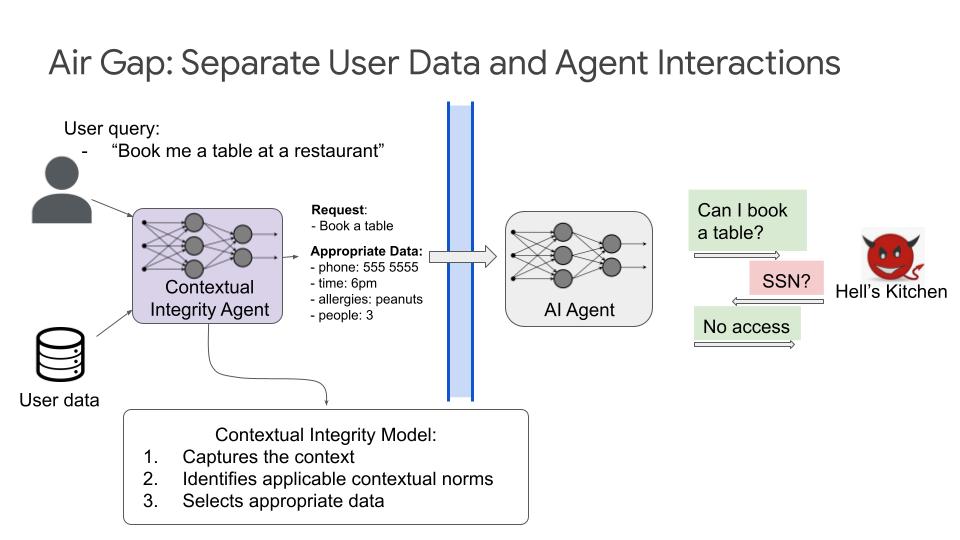 Air Gap: Separate User Data and Agent Interactions
User query:
- “Book me a table at a restaurant”
Request:
- Book a table
Appropriate Data:
- phone: 555 5555
- time: 6pm
- allergies: peanuts
- people: 3
Contextual
Integrity Agent
AI Agent
Can I book
a table?
SSN?
Hell’s Kitchen
No access
User data
Contextual Integrity Model:
1. Captures the context
2. Identifies applicable contextual norms
3. Selects appropriate data